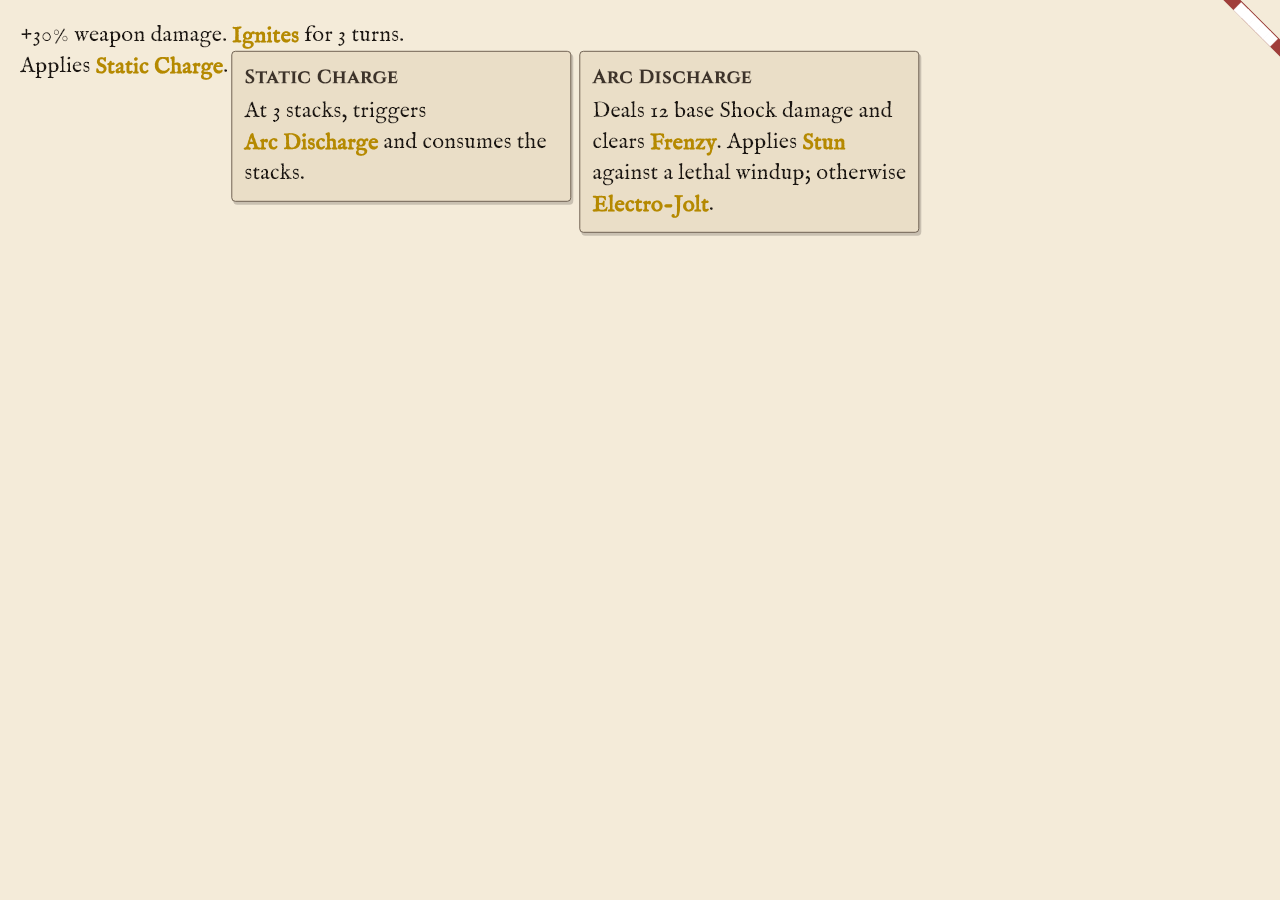 +30% weapon damage. Ignites for 3 turns.
Applies Static Charge.
Static Charge
At 3 stacks, triggers
Arc Discharge and consumes the
stacks.
Arc Discharge
Deals 12 base Shock damage and
clears Frenzy. Applies Stun
against a lethal windup; otherwise
Electro-Jolt.